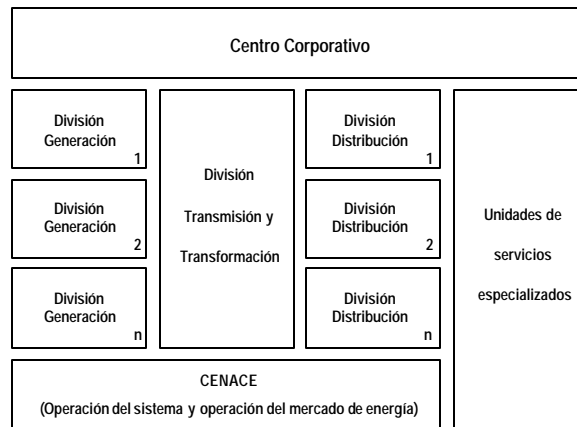 Centro Corporativo
División
Generación
1
División
Generación
2
División
Generación
n
División
Transmisión y
Transformación
División
Distribución
1
División
Distribución
2
División
Distribución
n
Unidades de
servicios
especializados
CENACE
(Operación del sistema y operación del mercado de energía)